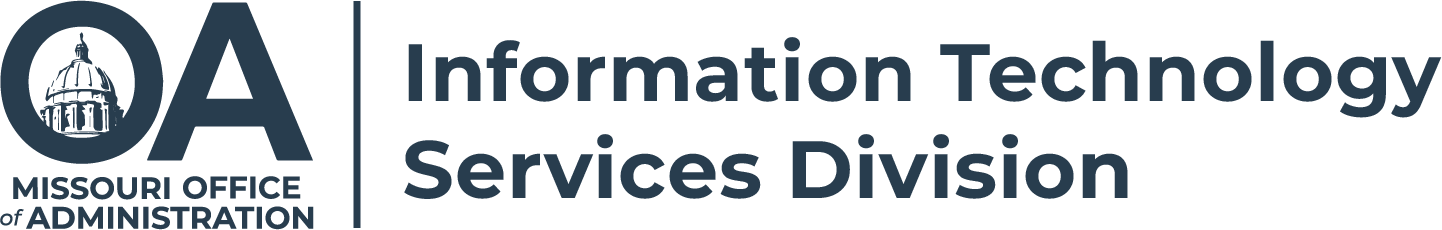 OA
MISSOURI OFFICE
of ADMINISTRATION
Information Technology
Services Division